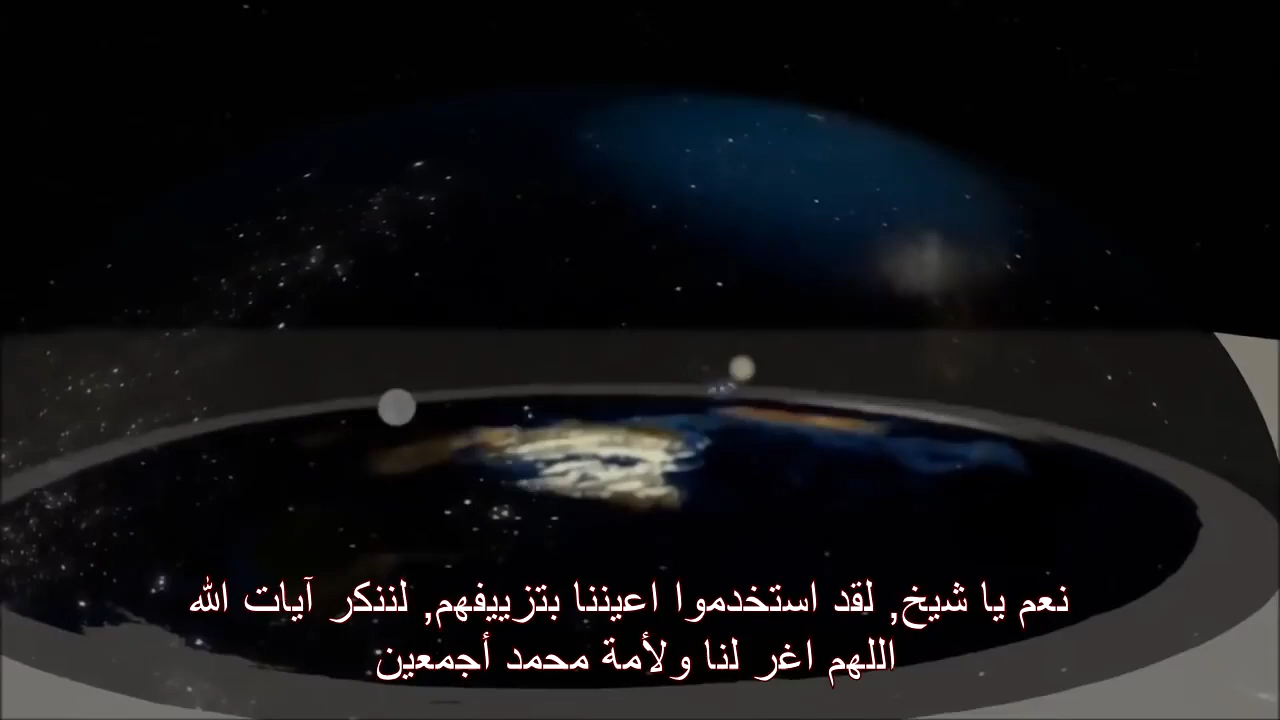 نعم يا شيخ, لقد استخدموا اعيننا بتزييفهم, لننكر آيات الله
اللهم اغر لنا ولأمة محمد أجمعين